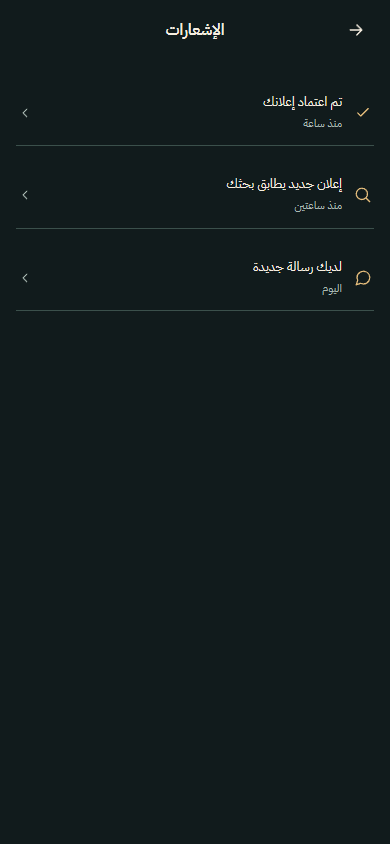 الإشعارات
تم اعتماد إعلانك
منذ ساعة
إعلان جديد يطابق بحثك
منذ ساعتين
لديك رسالة جديدة
اليوم